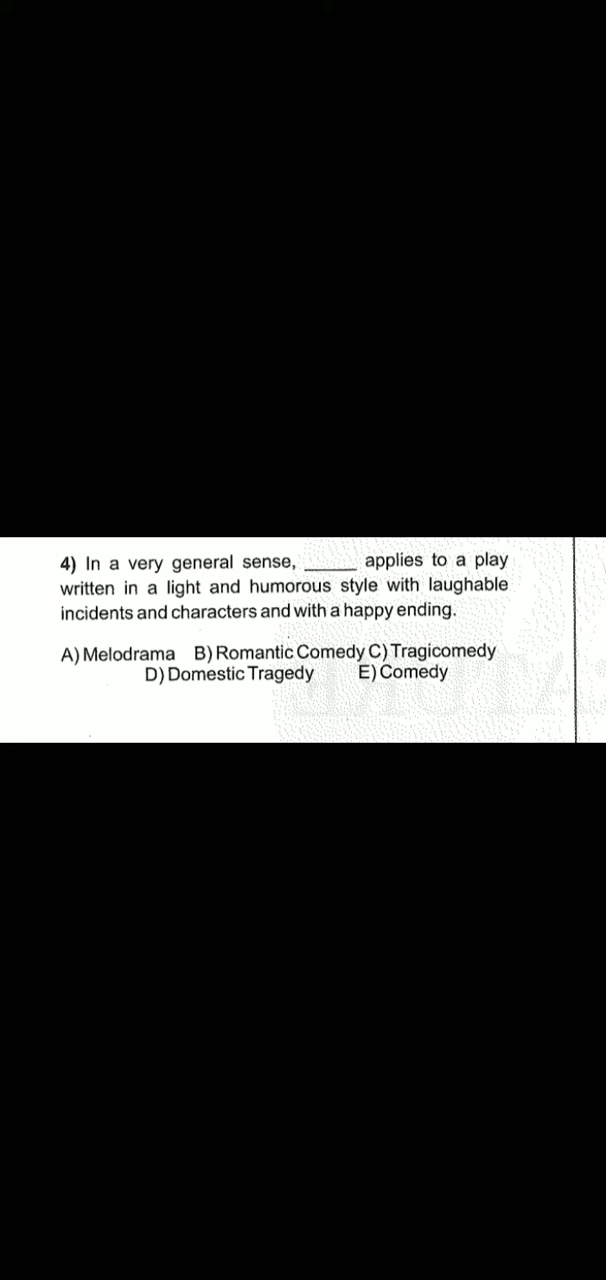 4) In a very general sense, ______ applies to a play
written in a light and humorous style with laughable
incidents and characters and with a happy ending.
A) Melodrama B) Romantic Comedy C) Tragicomedy
D) Domestic Tragedy E) Comedy